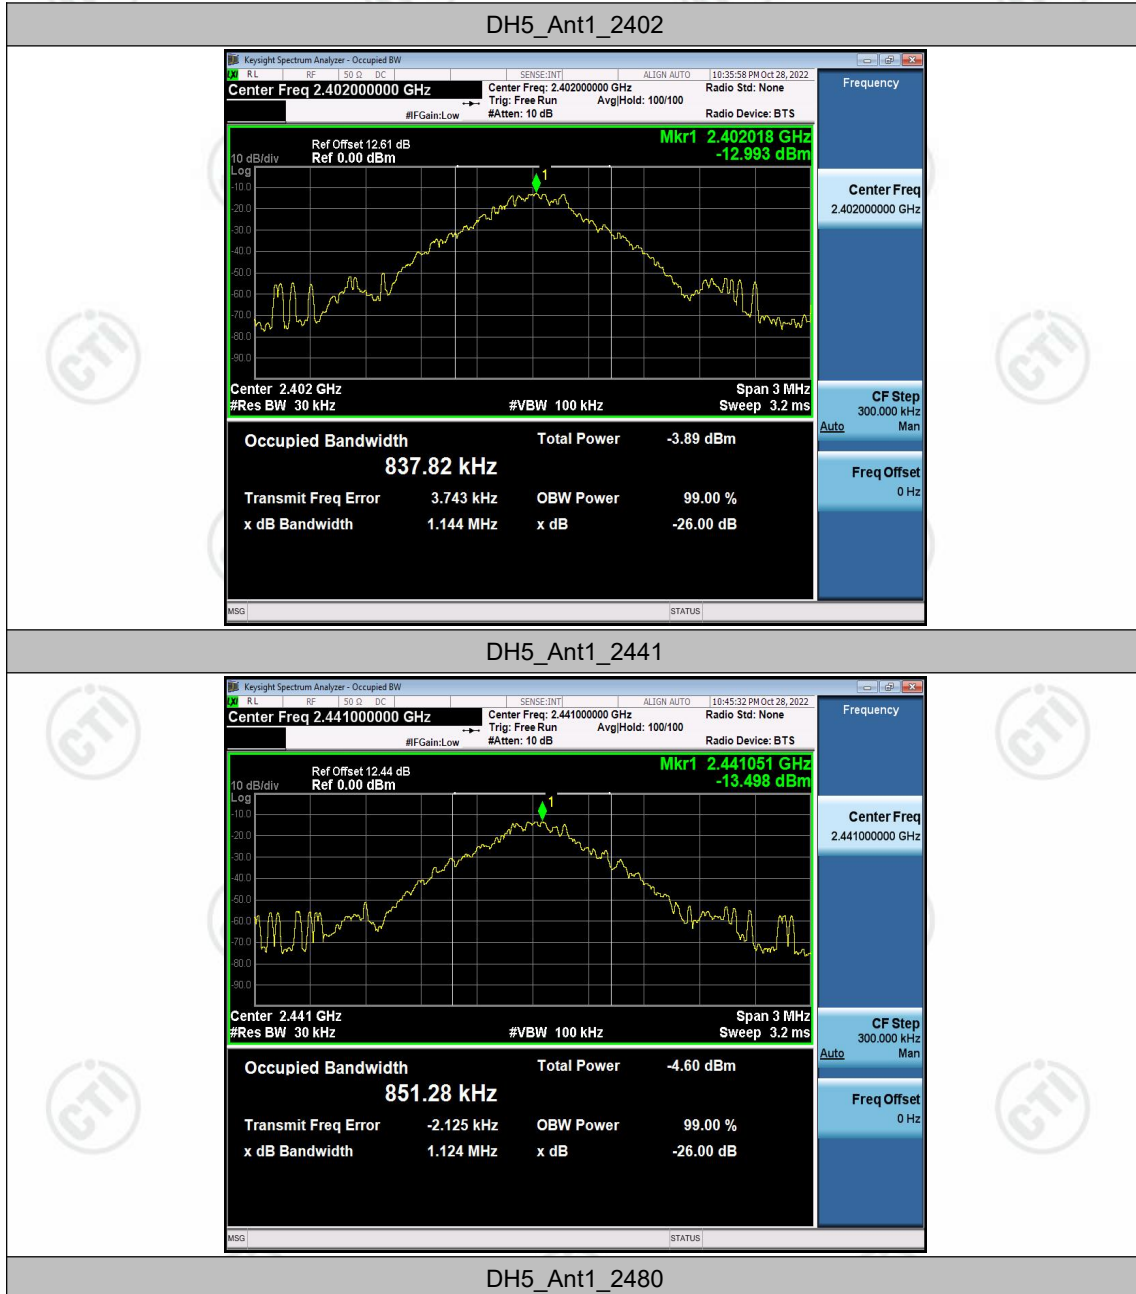 DH5_Ant1_2402
Keysight Spectrum Analyzer - Occupied BW
LXI RL RF 50 Ω DC SENSE:INT ALIGN AUTO 10:35:58 PM Oct 28, 2022
Center Freq 2.402000000 GHz Center Freq: 2.402000000 GHz Radio Std: None
Trig: Free Run Avg|Hold: 100/100
#IFGain:Low #Atten: 10 dB Radio Device: BTS
Frequency
Mkr1 2.402018 GHz
-12.993 dBm
Ref Offset 12.61 dB
10 dB/div Ref 0.00 dBm
Log
1
-10.0
-20.0
-30.0
-40.0
-50.0
-60.0
-70.0
-80.0
-90.0
Center 2.402 GHz Span 3 MHz
#Res BW 30 kHz #VBW 100 kHz Sweep 3.2 ms
Center Freq
2.402000000 GHz
CF Step
300.000 kHz
Auto Man
Freq Offset
0 Hz
Occupied Bandwidth Total Power -3.89 dBm
837.82 kHz
Transmit Freq Error 3.743 kHz OBW Power 99.00 %
x dB Bandwidth 1.144 MHz x dB -26.00 dB
MSG STATUS
DH5_Ant1_2441
Keysight Spectrum Analyzer - Occupied BW
LXI RL RF 50 Ω DC SENSE:INT ALIGN AUTO 10:45:32 PM Oct 28, 2022
Center Freq 2.441000000 GHz Center Freq: 2.441000000 GHz Radio Std: None
Trig: Free Run Avg|Hold: 100/100
#IFGain:Low #Atten: 10 dB Radio Device: BTS
Frequency
Mkr1 2.441051 GHz
-13.498 dBm
Ref Offset 12.44 dB
10 dB/div Ref 0.00 dBm
Log
1
-10.0
-20.0
-30.0
-40.0
-50.0
-60.0
-70.0
-80.0
-90.0
Center 2.441 GHz Span 3 MHz
#Res BW 30 kHz #VBW 100 kHz Sweep 3.2 ms
Center Freq
2.441000000 GHz
CF Step
300.000 kHz
Auto Man
Freq Offset
0 Hz
Occupied Bandwidth Total Power -4.60 dBm
851.28 kHz
Transmit Freq Error -2.125 kHz OBW Power 99.00 %
x dB Bandwidth 1.124 MHz x dB -26.00 dB
MSG STATUS
DH5_Ant1_2480
CTI
CTI
CTI
CTI
CTI
CTI